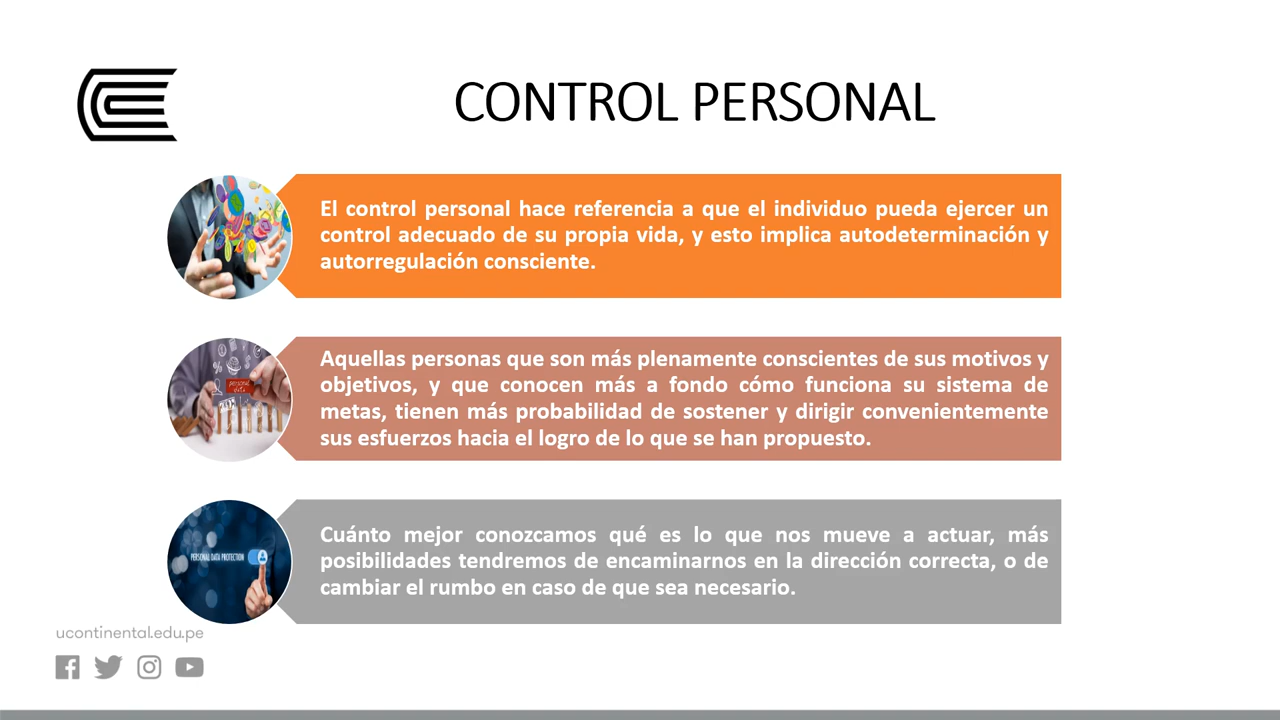 CONTROL PERSONAL
El control personal hace referencia a que el individuo pueda ejercer un
control adecuado de su propia vida, y esto implica autodeterminación y
autorregulación consciente.
personal
Aquellas personas que son más plenamente conscientes de sus motivos y
objetivos, y que conocen más a fondo cómo funciona su sistema de
metas, tienen más probabilidad de sostener y dirigir convenientemente
sus esfuerzos hacia el logro de lo que se han propuesto.
PERSONAL DATA PROTECTION
Cuánto mejor conozcamos qué es lo que nos mueve a actuar, más
posibilidades tendremos de encaminarnos en la dirección correcta, o de
cambiar el rumbo en caso de que sea necesario.
ucontinental.edu.pe